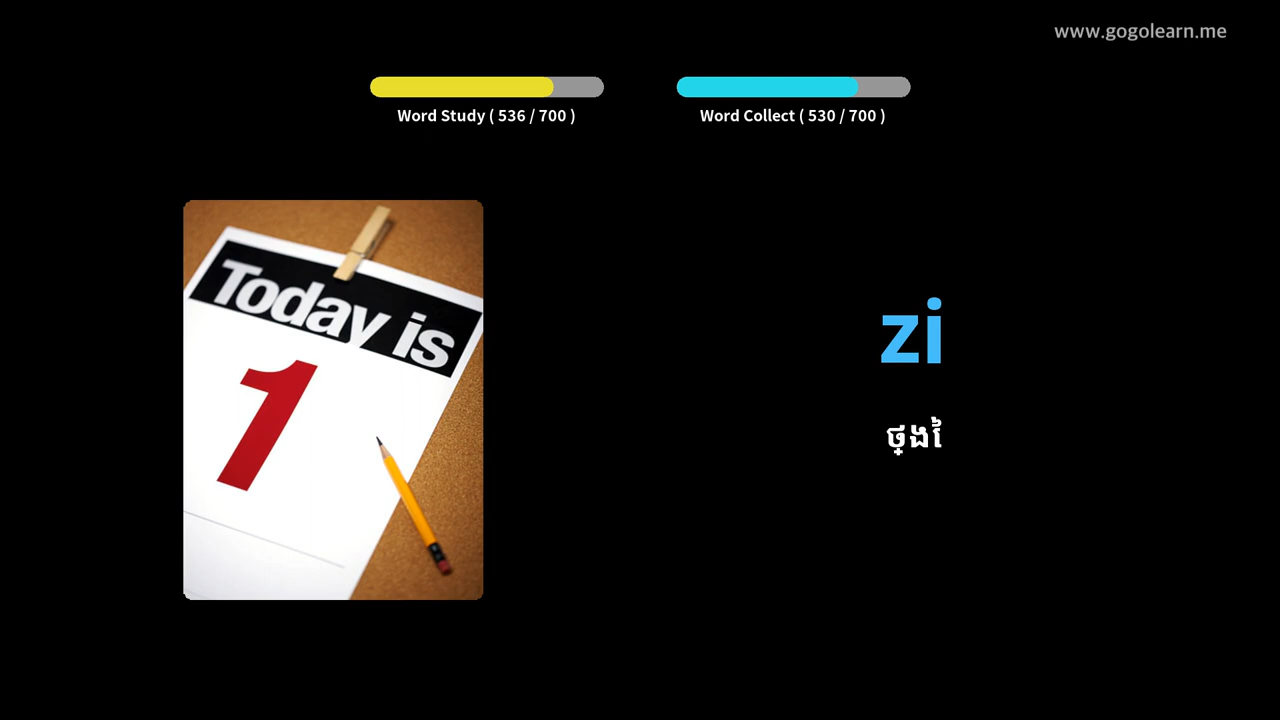 www.gogolearn.me
Word Study ( 536 / 700 )
Word Collect ( 530 / 700 )
Today is
1
zi
ថ្ងៃ